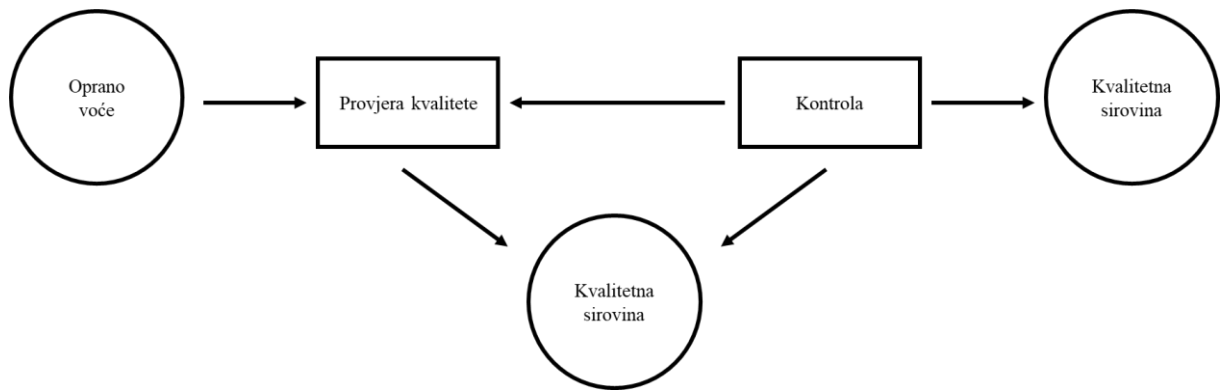 Oprano
voće
Provjera kvalitete
Kontrola
Kvalitetna
sirovina
Kvalitetna
sirovina